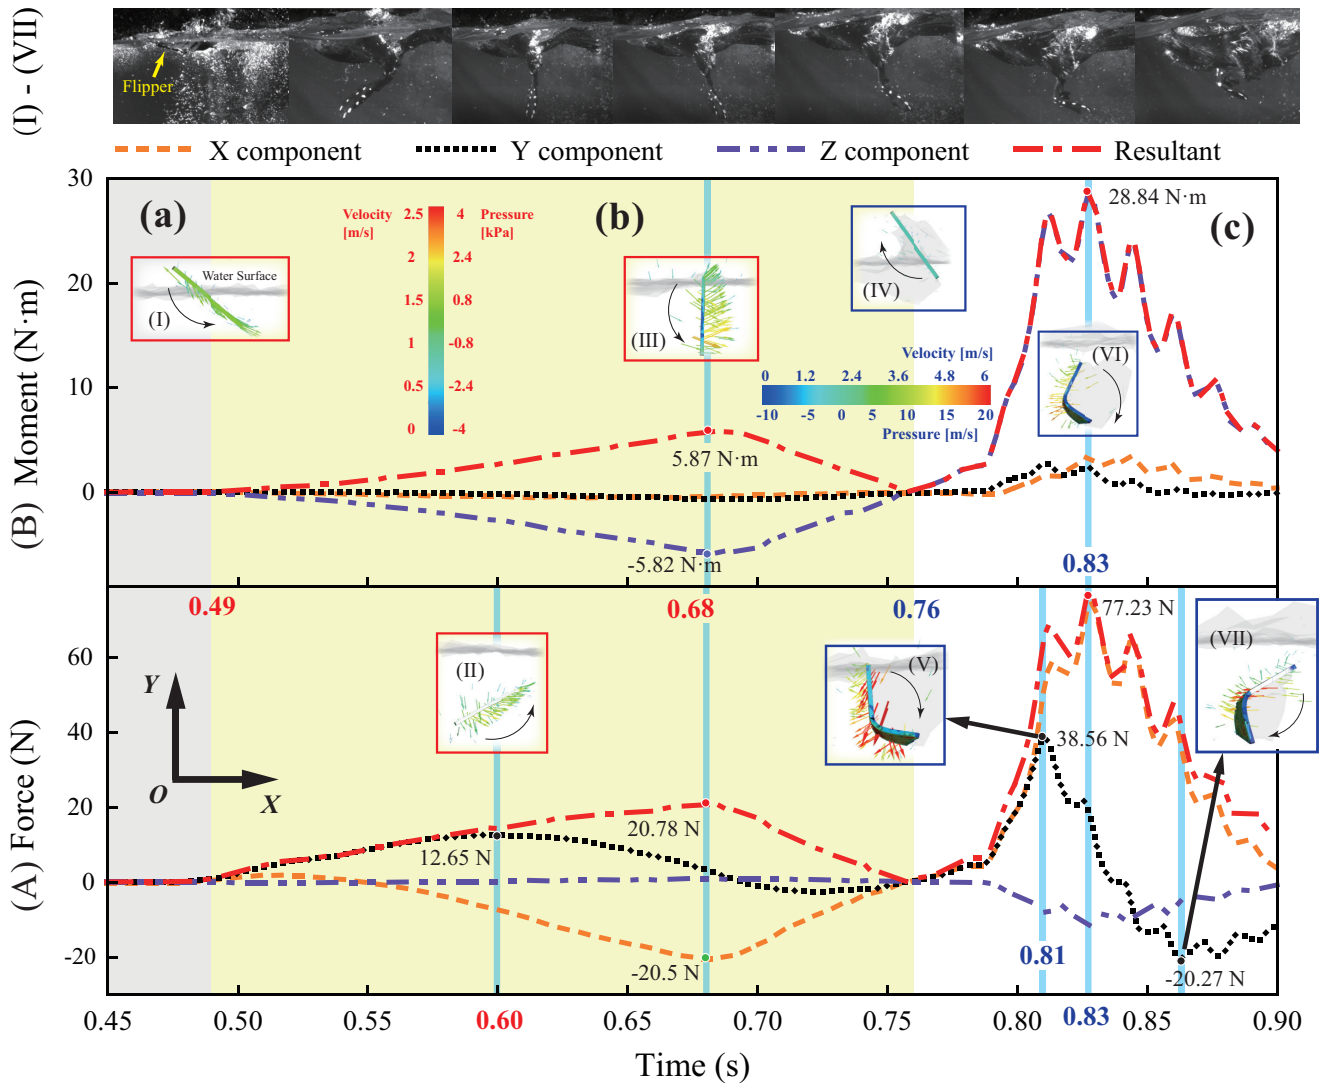 (I) - (VII)
Flipper
X component
Y component
Z component
Resultant
(B) Moment (N·m)
30
20
10
0
(a)
(b)
(c)
Velocity
[m/s]
Pressure
[kPa]
2.5 4
2 2.4
1.5 0.8
1 -0.8
0.5 -2.4
0 -4
Water Surface
(I)
(III)
(IV)
(VI)
28.84 N·m
Velocity [m/s]
0 1.2 2.4 3.6 4.8 6
-10 -5 0 5 10 15 20
Pressure [m/s]
5.87 N·m
-5.82 N·m
0.83
0.49
0.68
0.76
(A) Force (N)
60
40
20
0
-20
Y
O
X
(II)
(V)
(VII)
77.23 N
38.56 N
12.65 N
20.78 N
-20.5 N
0.81
-20.27 N
0.45 0.50 0.55 0.60 0.65 0.70 0.75 0.80 0.83 0.85 0.90
Time (s)